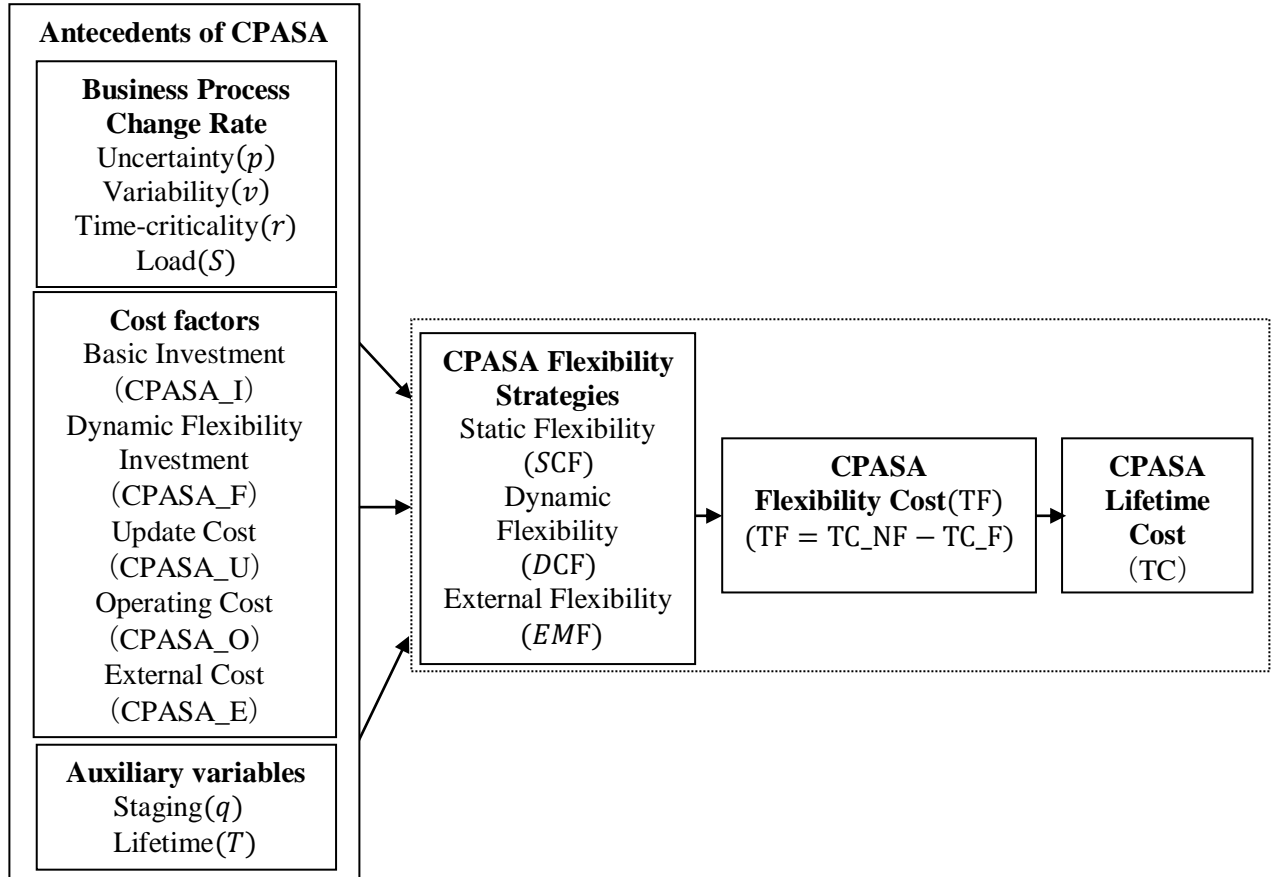 Antecedents of CPASA
Business Process
Change Rate
Uncertainty(p)
Variability(v)
Time-criticality(r)
Load(S)
Cost factors
Basic Investment
（CPASA_I）
Dynamic Flexibility
Investment
（CPASA_F）
Update Cost
（CPASA_U）
Operating Cost
（CPASA_O）
External Cost
（CPASA_E）
Auxiliary variables
Staging(q)
Lifetime(T)
CPASA Flexibility
Strategies
Static Flexibility
(SCF)
Dynamic
Flexibility
(DCF)
External Flexibility
(EMF)
CPASA
Flexibility Cost(TF)
(TF = TC_NF − TC_F)
CPASA
Lifetime
Cost
（TC）